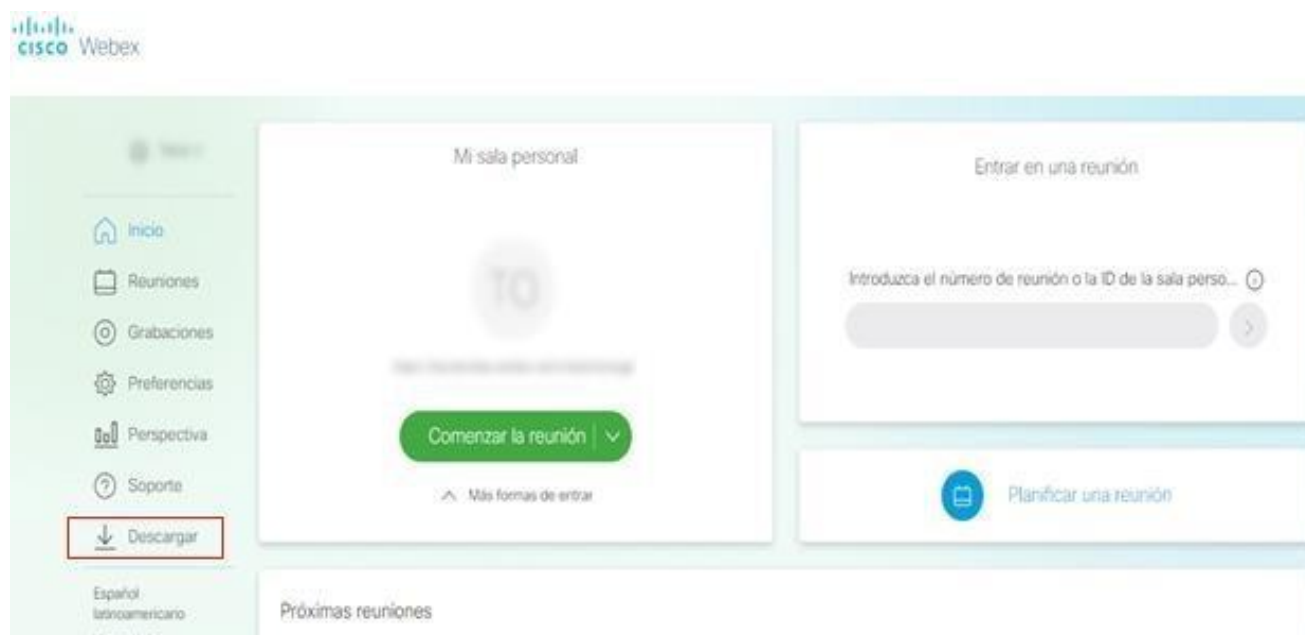 cisco Webex
Inicio
Reuniones
Grabaciones
Preferencias
Perspectiva
Soporte
Descargar
Español
latinoamericano
Mi sala personal
TO
Comenzar la reunión
Más formas de entrar
Entrar en una reunión
Introduzca el número de reunión o la ID de la sala perso...
Planificar una reunión
Próximas reuniones